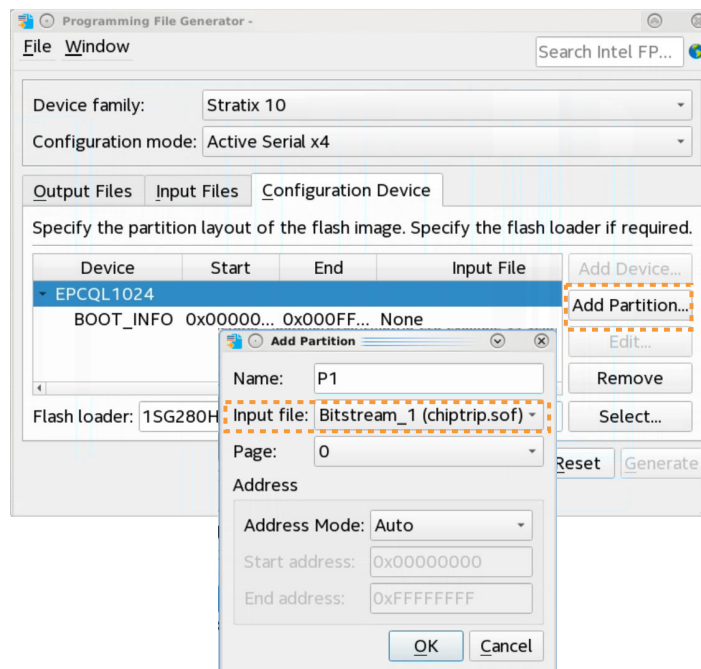 Programming File Generator -
File Window
Search Intel FP...
Device family: Stratix 10
Configuration mode: Active Serial x4
Output Files Input Files Configuration Device
Specify the partition layout of the flash image. Specify the flash loader if required.
Device Start End Input File Add Device...
EPCQL1024
Add Partition...
BOOT_INFO 0x00000... 0x000FF... None
Edit...
Add Partition
Name: P1
Remove
Flash loader: 1SG280H
Input file: Bitstream_1 (chiptrip.sof)
Select...
Page: 0
Reset Generate
Address
Address Mode: Auto
Start address: 0x00000000
End address: 0xFFFFFFFF
OK Cancel